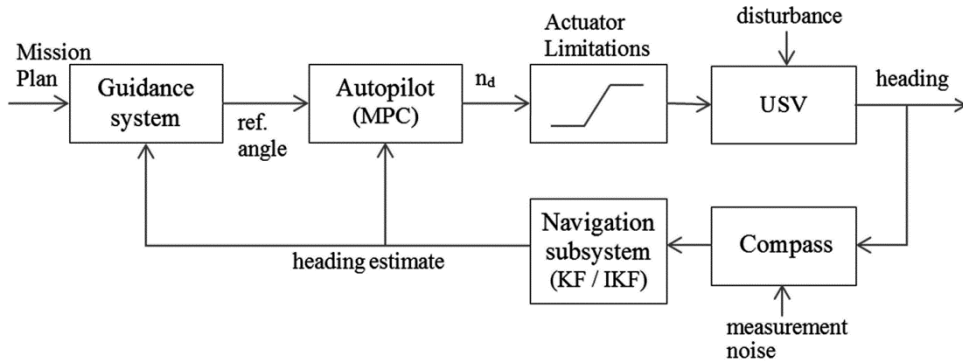 Mission
Plan
Guidance
system
ref.
angle
Autopilot
(MPC)
n_d
Actuator
Limitations
disturbance
USV
heading
Navigation
subsystem
(KF / IKF)
Compass
heading estimate
measurement
noise